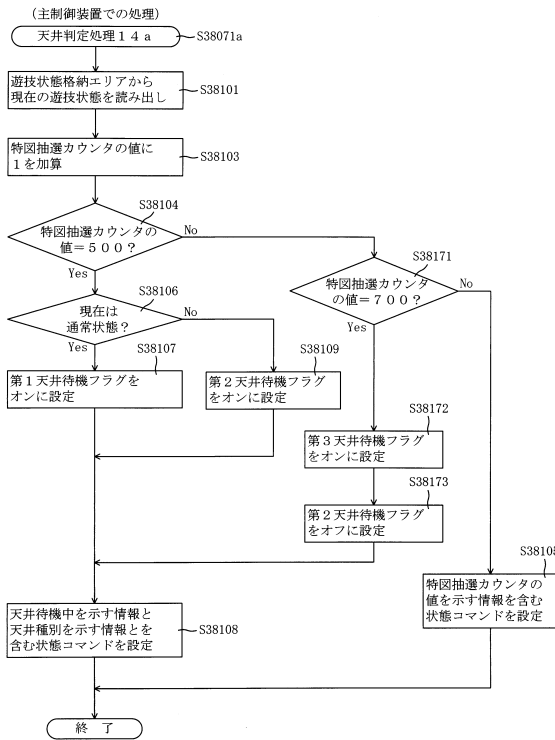 (主制御装置での処理)
天井判定処理14a
S38071a
遊技状態格納エリアから
現在の遊技状態を読み出し
S38101
特図抽選カウンタの値に
1を加算
S38103
S38104
特図抽選カウンタの
値=500?
No
Yes
S38171
特図抽選カウンタ
の値=700?
No
Yes
S38106
現在は
通常状態?
No
Yes
S38107
第1天井待機フラグを
オンに設定
S38109
第2天井待機フラグ
をオンに設定
S38172
第3天井待機フラグ
をオンに設定
S38173
第2天井待機フラグ
をオフに設定
S38105
特図抽選カウンタの
値を示す情報を含む
状態コマンドを設定
天井待機中を示す情報と
天井種別を示す情報とを
含む状態コマンドを設定
S38108
終了